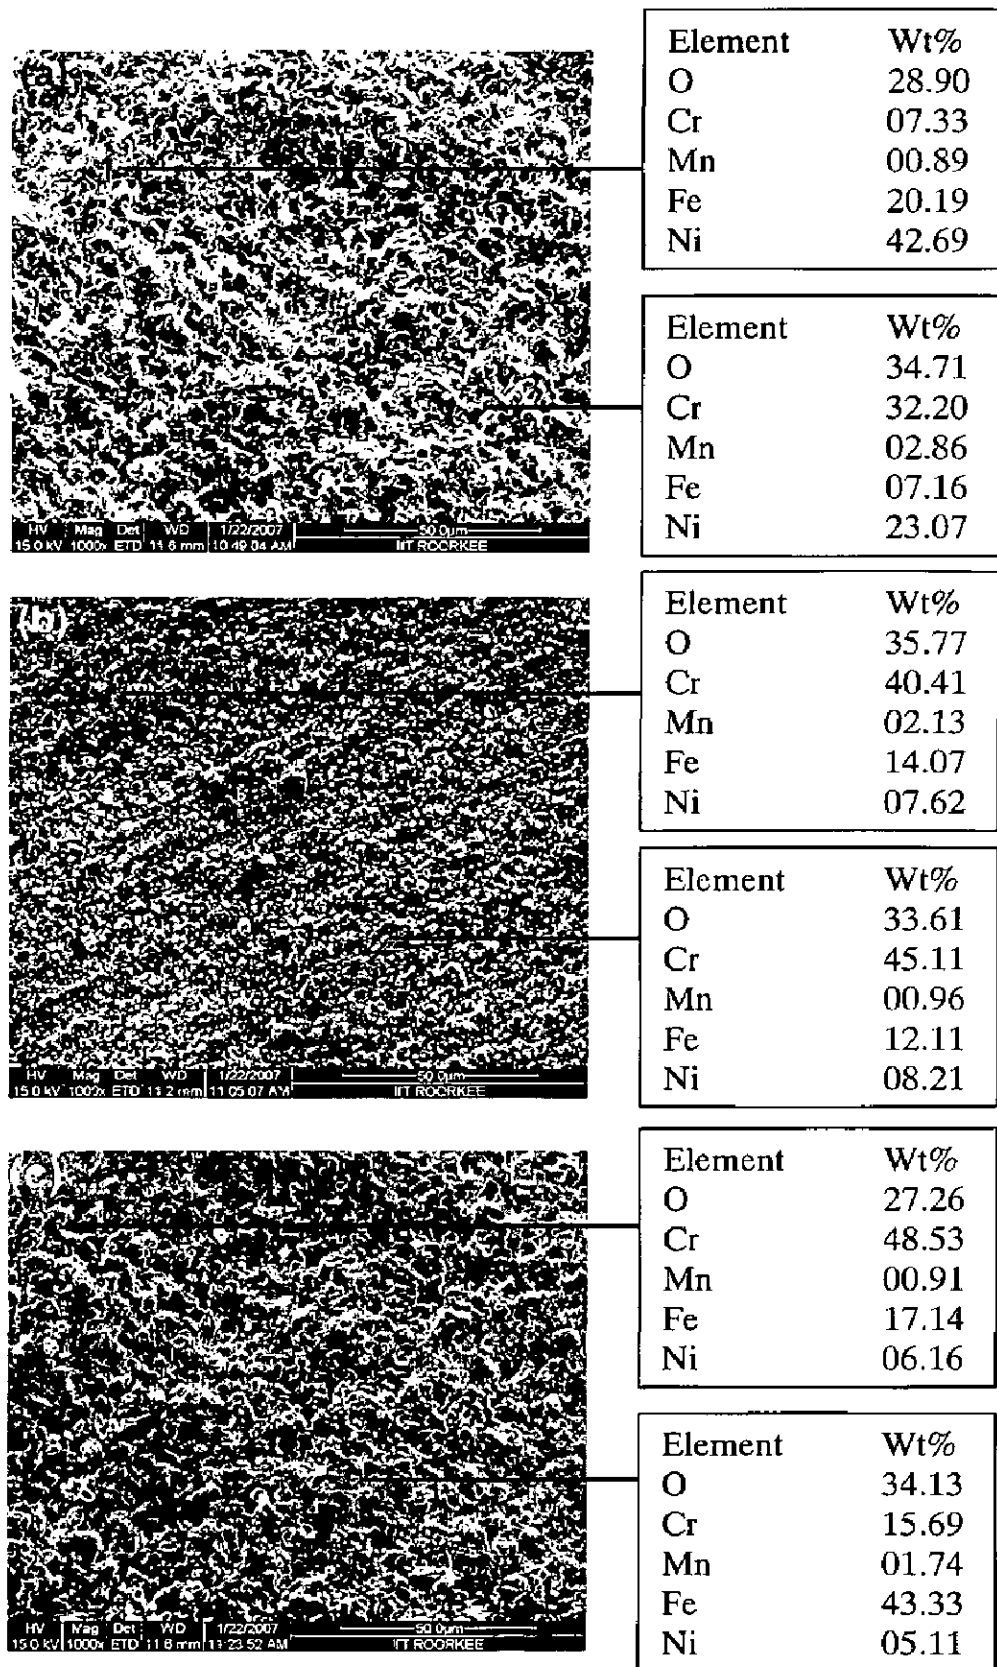 (a)
Element Wt%
O 28.90
Cr 07.33
Mn 00.89
Fe 20.19
Ni 42.69
Element Wt%
O 34.71
Cr 32.20
Mn 02.86
Fe 07.16
Ni 23.07
HV Mag Det WD 1/22/2007 50.0µm
15.0 kV 1000x ETD 11.6 mm 10:49:04 AM IIT ROORKEE
(b)
Element Wt%
O 35.77
Cr 40.41
Mn 02.13
Fe 14.07
Ni 07.62
Element Wt%
O 33.61
Cr 45.11
Mn 00.96
Fe 12.11
Ni 08.21
HV Mag Det WD 1/22/2007 50.0µm
15.0 kV 1000x ETD 11.2 mm 11:05:07 AM IIT ROORKEE
(c)
Element Wt%
O 27.26
Cr 48.53
Mn 00.91
Fe 17.14
Ni 06.16
Element Wt%
O 34.13
Cr 15.69
Mn 01.74
Fe 43.33
Ni 05.11
HV Mag Det WD 1/22/2007 50.0µm
15.0 kV 1000x ETD 11.6 mm 11:23:52 AM IIT ROORKEE